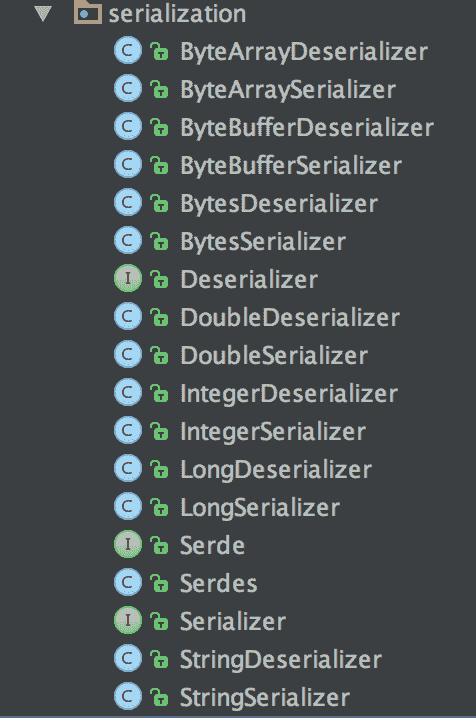 serialization
C ByteArrayDeserializer
C ByteArraySerializer
C ByteBufferDeserializer
C ByteBufferSerializer
C BytesDeserializer
C BytesSerializer
I Deserializer
C DoubleDeserializer
C DoubleSerializer
C IntegerDeserializer
C IntegerSerializer
C LongDeserializer
C LongSerializer
I Serde
C Serdes
I Serializer
C StringDeserializer
C StringSerializer